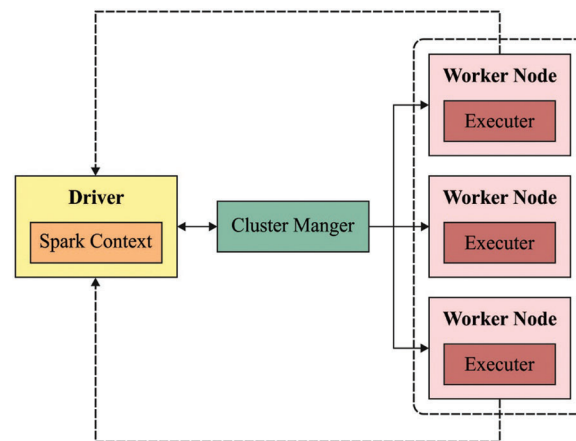 Worker Node
Executer
Driver
Spark Context
Cluster Manger
Worker Node
Executer
Worker Node
Executer